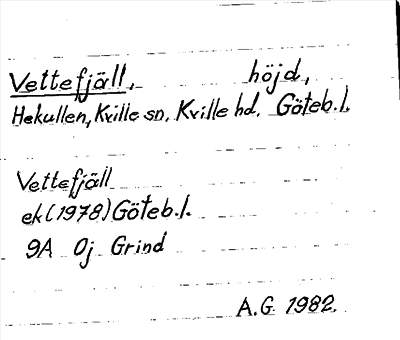 Vettefjäll, höjd,
Hekullen, Kville sn. Kville hd. Göteb.l.
Vettefjäll
ek (1978) Göteb.l.
9A 0j Grind
A.G. 1982.